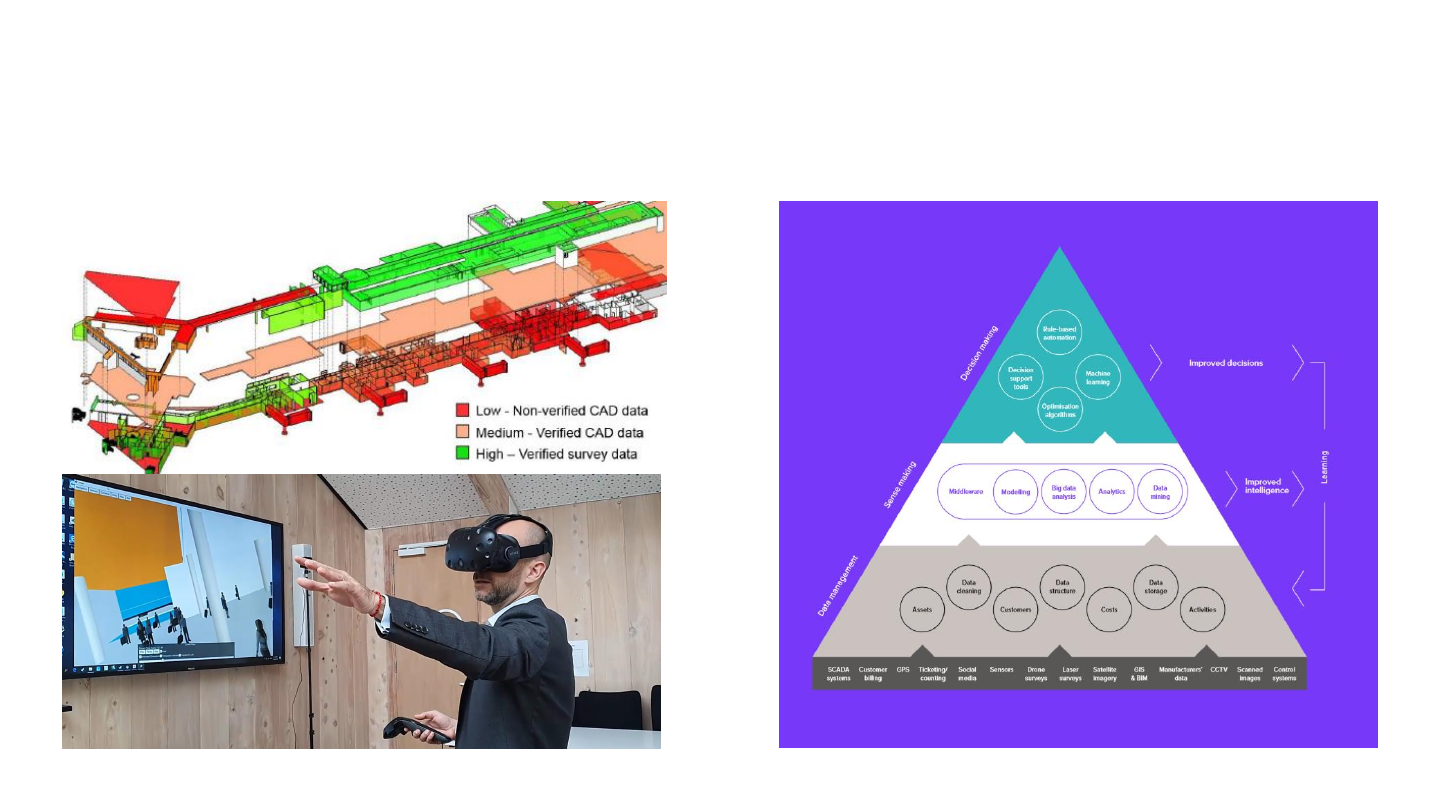 Low - Non-verified CAD data
Medium - Verified CAD data
High – Verified survey data
Decision making
Rule-based
automation
Decision
support
tools
Machine
learning
Optimisation
algorithms
Improved decisions
Sense making
Middleware
Modelling
Big data
analysis
Analytics
Data
mining
Improved
intelligence
Learning
Data management
Assets
Data
cleaning
Customers
Data
structure
Costs
Data
storage
Activities
SCADA
systems
Customer
billing
GPS
Ticketing/
counting
Social
media
Sensors
Drone
surveys
Laser
surveys
Satellite
imagery
GIS
& BIM
Manufacturers'
data
CCTV
Scanned
images
Control
systems